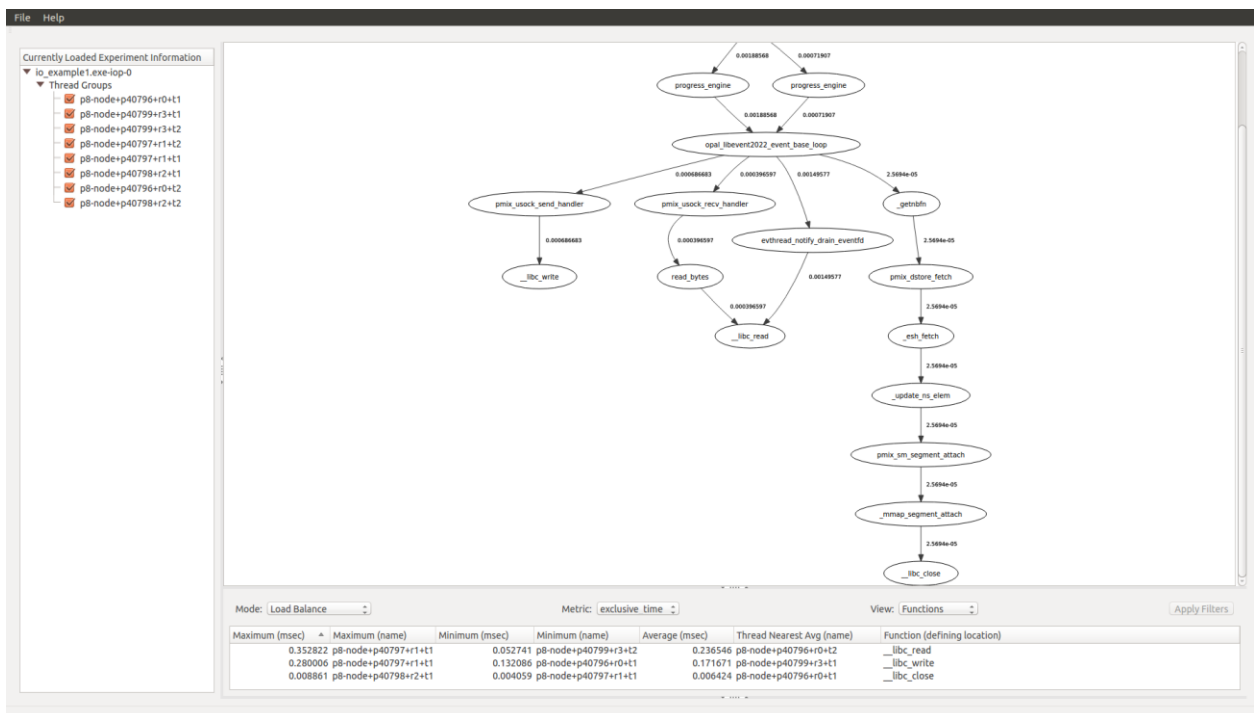 File Help
Currently Loaded Experiment Information
io_example1.exe-iop-0
Thread Groups
p8-node+p40796+r0+t1
p8-node+p40799+r3+t1
p8-node+p40799+r3+t2
p8-node+p40797+r1+t2
p8-node+p40797+r1+t1
p8-node+p40798+r2+t1
p8-node+p40796+r0+t2
p8-node+p40798+r2+t2
0.00188568 0.00071907
progress_engine progress_engine
0.00188568 0.00071907
opal_libevent2022_event_base_loop
0.000686683 0.000396597 0.00149577 2.5694e-05
pmix_usock_send_handler pmix_usock_recv_handler _getnbfn
0.000686683 0.000396597 evthread_notify_drain_eventfd 2.5694e-05
__libc_write read_bytes 0.00149577 pmix_dstore_fetch
0.000396597 2.5694e-05
__libc_read _esh_fetch
2.5694e-05
_update_ns_elem
2.5694e-05
pmix_sm_segment_attach
2.5694e-05
_mmap_segment_attach
2.5694e-05
__libc_close
Mode: Load Balance Metric: exclusive_time View: Functions Apply Filters
Maximum (msec) Maximum (name) Minimum (msec) Minimum (name) Average (msec) Thread Nearest Avg (name) Function (defining location)
0.352822 p8-node+p40797+r1+t1 0.052741 p8-node+p40799+r3+t2 0.236546 p8-node+p40796+r0+t2 __libc_read
0.280006 p8-node+p40797+r1+t1 0.132086 p8-node+p40796+r0+t1 0.171671 p8-node+p40799+r3+t1 __libc_write
0.008861 p8-node+p40798+r2+t1 0.004059 p8-node+p40797+r1+t1 0.006424 p8-node+p40796+r0+t1 __libc_close